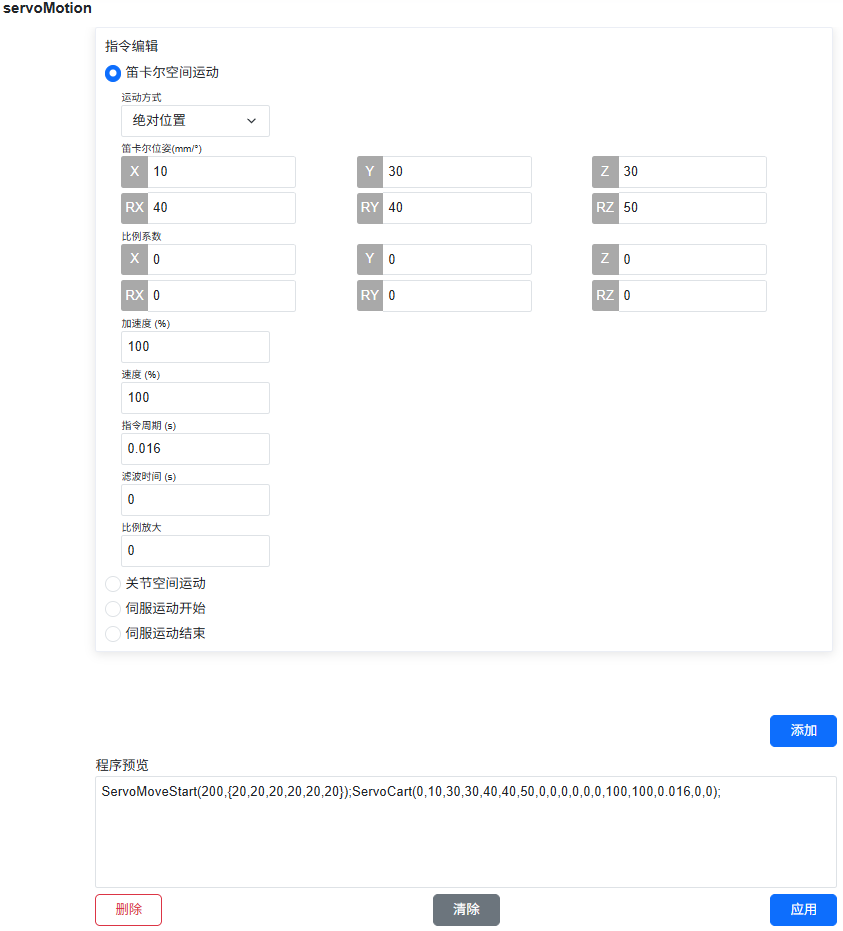 servoMotion
指令编辑
笛卡尔空间运动
运动方式
绝对位置
笛卡尔位姿(mm/°)
X 10 Y 30 Z 30
RX 40 RY 40 RZ 50
比例系数
X 0 Y 0 Z 0
RX 0 RY 0 RZ 0
加速度 (%)
100
速度 (%)
100
指令周期 (s)
0.016
滤波时间 (s)
0
比例放大
0
关节空间运动
伺服运动开始
伺服运动结束
添加
程序预览
ServoMoveStart(200,{20,20,20,20,20,20});ServoCart(0,10,30,30,40,40,50,0,0,0,0,0,0,100,100,0.016,0,0);
删除 清除 应用